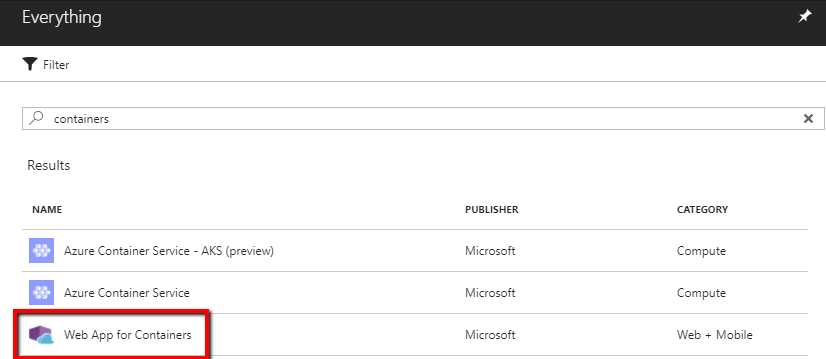 Everything
Filter
containers
Results
NAME PUBLISHER CATEGORY
Azure Container Service - AKS (preview) Microsoft Compute
Azure Container Service Microsoft Compute
Web App for Containers Microsoft Web + Mobile